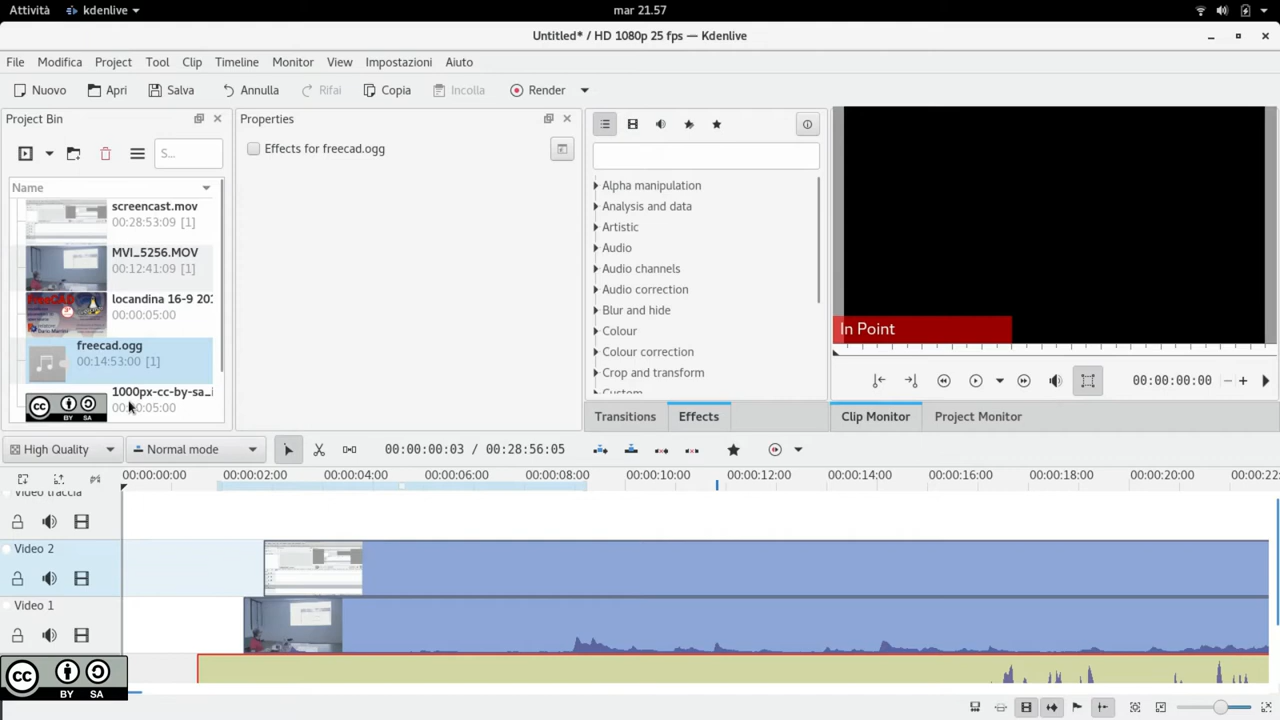 Attività kdenlive mar 21.57
Untitled* / HD 1080p 25 fps — Kdenlive
File Modifica Project Tool Clip Timeline Monitor View Impostazioni Aiuto
Nuovo Apri Salva Annulla Rifai Copia Incolla Render
Project Bin
S...
Name
screencast.mov
00:28:53:09 [1]
MVI_5256.MOV
00:12:41:09 [1]
locandina 16-9 20
00:00:05:00
freecad.ogg
00:14:53:00 [1]
1000px-cc-by-sa_i
BY SA
Properties
Effects for freecad.ogg
Alpha manipulation
Analysis and data
Artistic
Audio
Audio channels
Audio correction
Blur and hide
Colour
Colour correction
Crop and transform
Transitions Effects
In Point
00:00:00:00
Clip Monitor Project Monitor
High Quality Normal mode 00:00:00:03 / 00:28:56:05
00:00:00:00 00:00:02:00 00:00:04:00 00:00:06:00 00:00:08:00 00:00:10:00 00:00:12:00 00:00:14:00 00:00:16:00 00:00:18:00 00:00:20:00 00:00:22:
Video traccia
Video 2
Video 1
CC BY SA